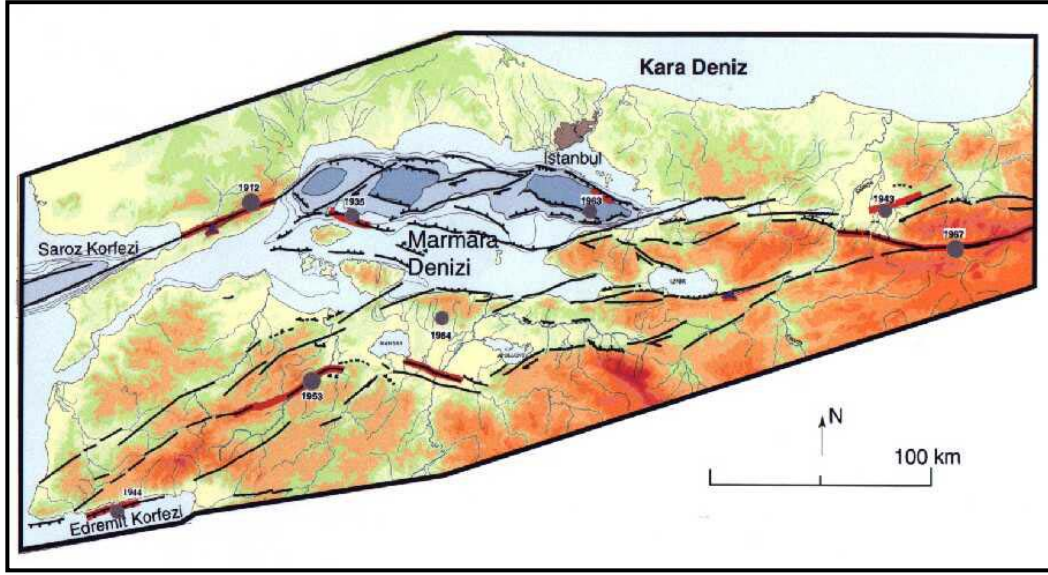 Kara Deniz
İstanbul
1912
1935
1963
1943
Saroz Korfezi
Marmara
Denizi
1967
1964
1953
N
100 km
1944
Edremit Korfezi